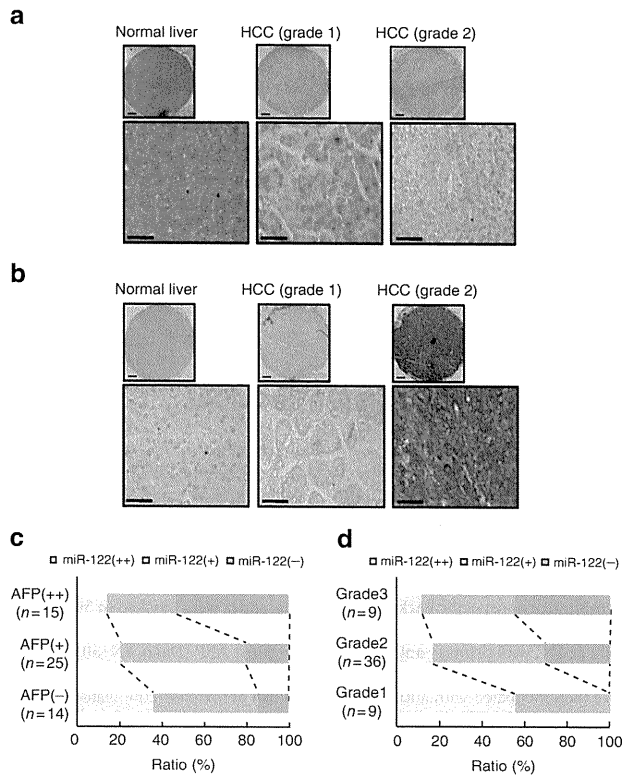 a
Normal liver HCC (grade 1) HCC (grade 2)
b
Normal liver HCC (grade 1) HCC (grade 2)
c
miR-122(++) miR-122(+) miR-122(−)
AFP(++)
(n=15)
AFP(+)
(n=25)
AFP(−)
(n=14)
0 20 40 60 80 100
Ratio (%)
d
miR-122(++) miR-122(+) miR-122(−)
Grade3
(n=9)
Grade2
(n=36)
Grade1
(n=9)
0 20 40 60 80 100
Ratio (%)